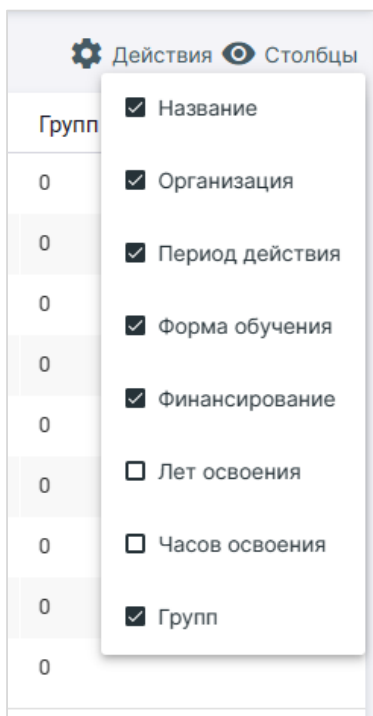 Действия Столбцы
Групп
Название
0
Организация
0
Период действия
0
Форма обучения
0
Финансирование
0
Лет освоения
0
Часов освоения
0
Групп
0
0